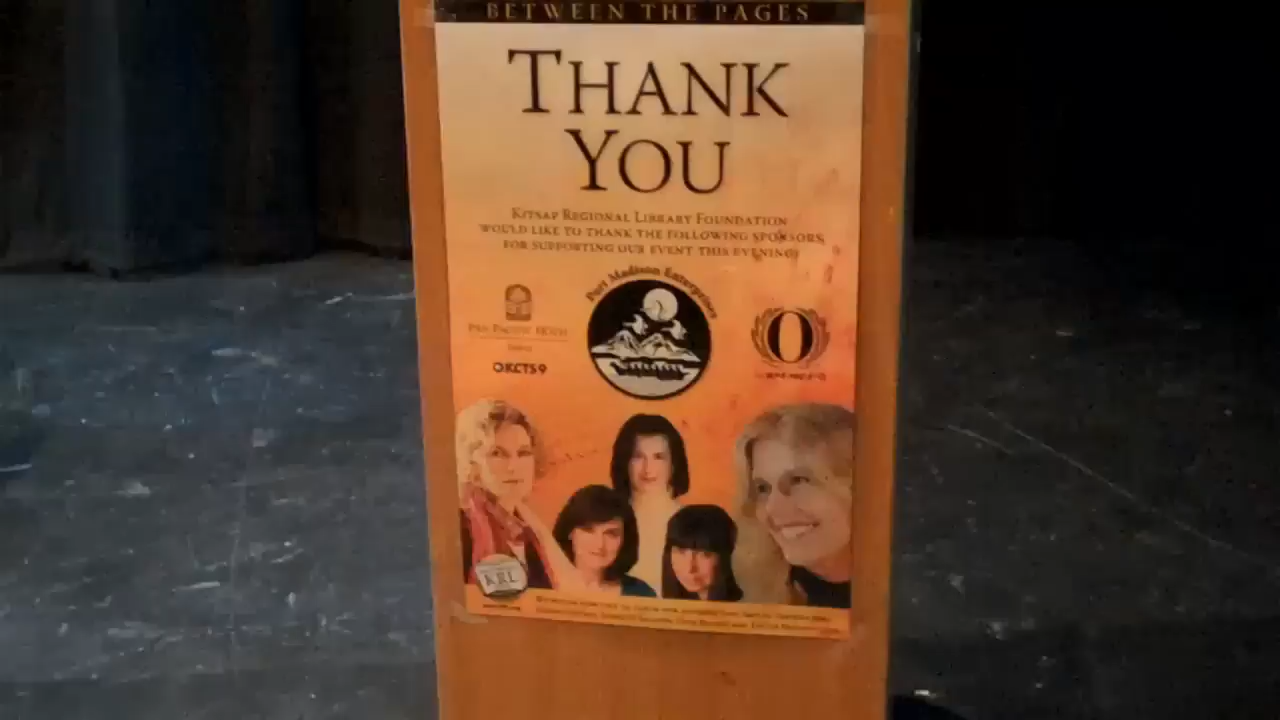 BETWEEN THE PAGES
THANK
YOU
KITSAP REGIONAL LIBRARY FOUNDATION
WOULD LIKE TO THANK THE FOLLOWING SPONSORS
FOR SUPPORTING OUR EVENT THIS EVENING
Port Madison Enterprises
KCTS9
O
KRL